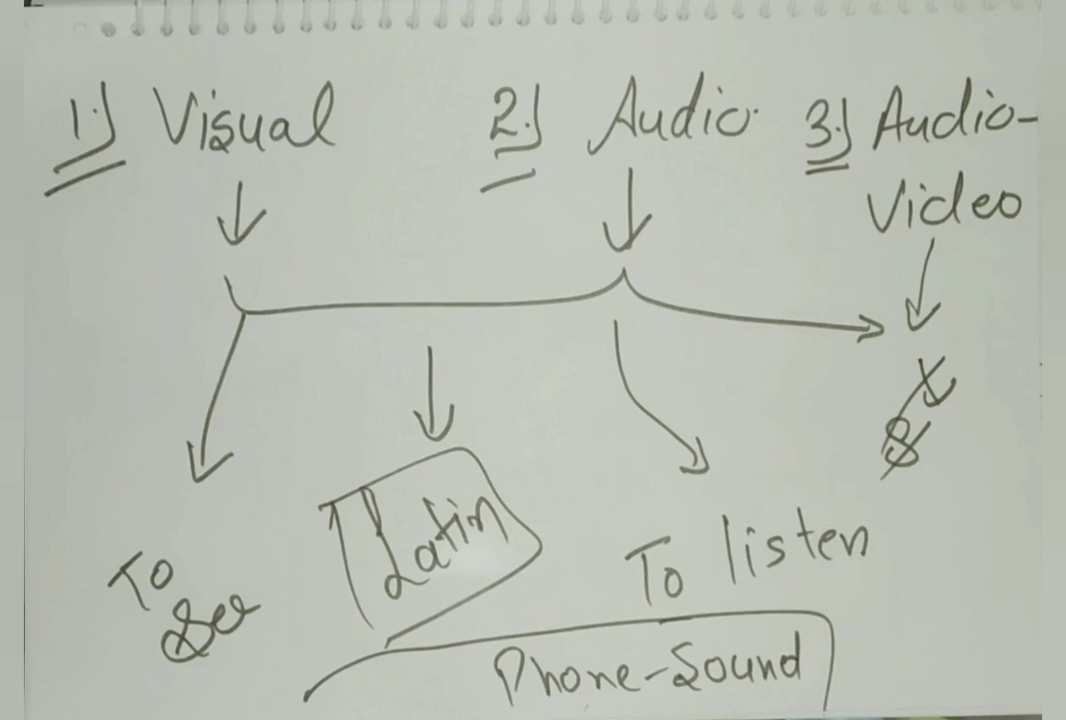 1.) Visual 2.) Audio 3.) Audio-
Video
Latin
To listen
To
See
Phone-Sound